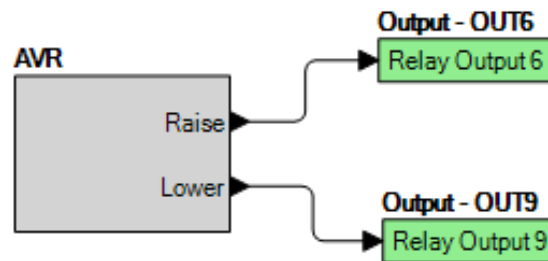 Output - OUT6
Relay Output 6
AVR
Raise
Lower
Output - OUT9
Relay Output 9